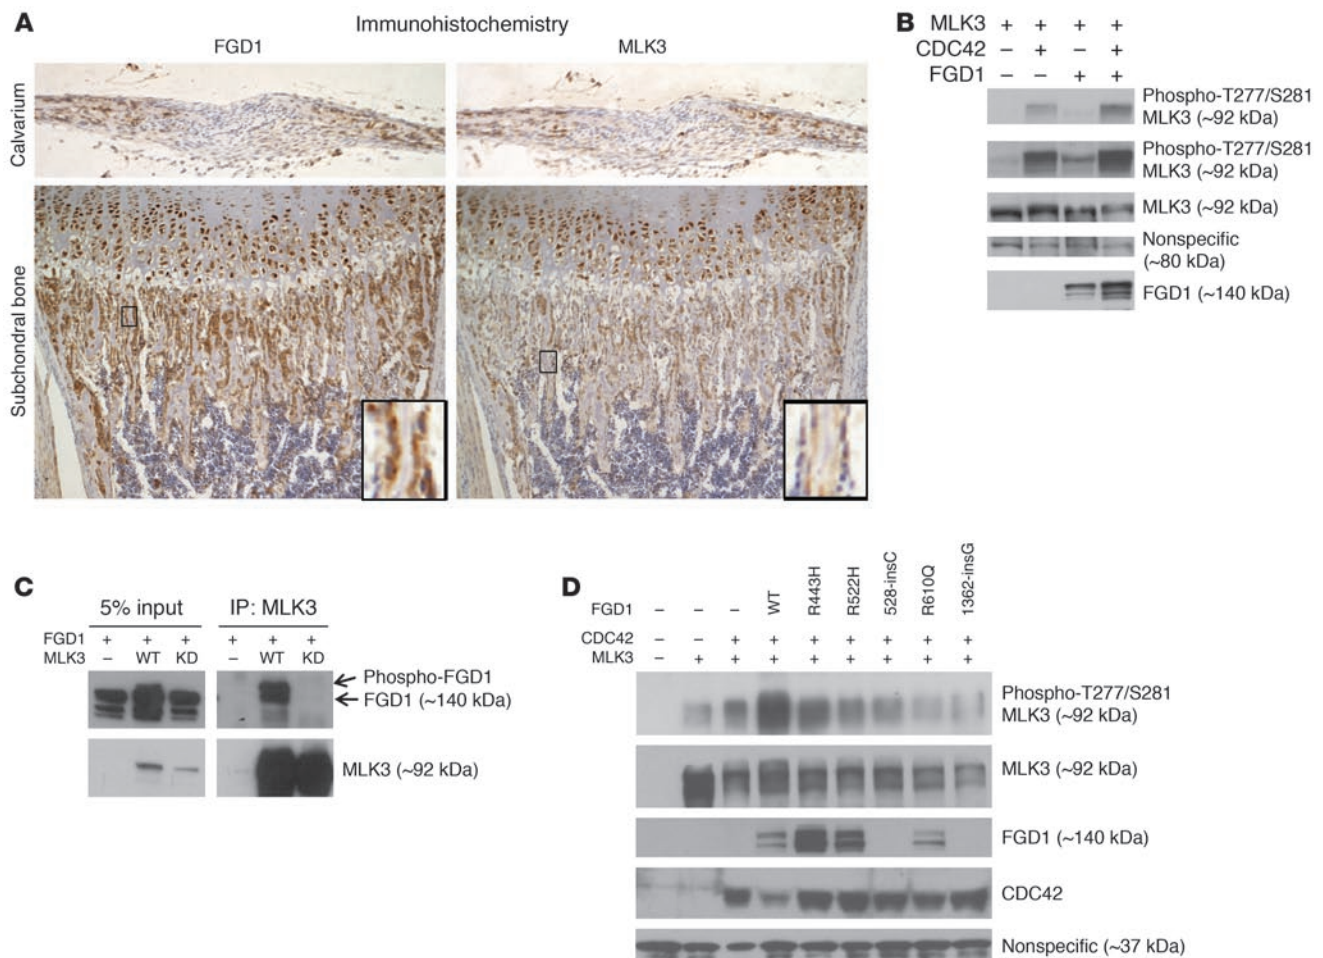 A
Immunohistochemistry
FGD1
MLK3
Calvarium
Subchondral bone
B
MLK3 + + + +
CDC42 – + – +
FGD1 – – + +
Phospho-T277/S281
MLK3 (~92 kDa)
Phospho-T277/S281
MLK3 (~92 kDa)
MLK3 (~92 kDa)
Nonspecific
(~80 kDa)
FGD1 (~140 kDa)
C
5% input
IP: MLK3
FGD1 + + + + + +
MLK3 – WT KD – WT KD
Phospho-FGD1
FGD1 (~140 kDa)
MLK3 (~92 kDa)
D
FGD1 – – – WT R443H R522H 528-insC R610Q 1362-insG
CDC42 – – + + + + + + +
MLK3 – + + + + + + + +
Phospho-T277/S281
MLK3 (~92 kDa)
MLK3 (~92 kDa)
FGD1 (~140 kDa)
CDC42
Nonspecific (~37 kDa)